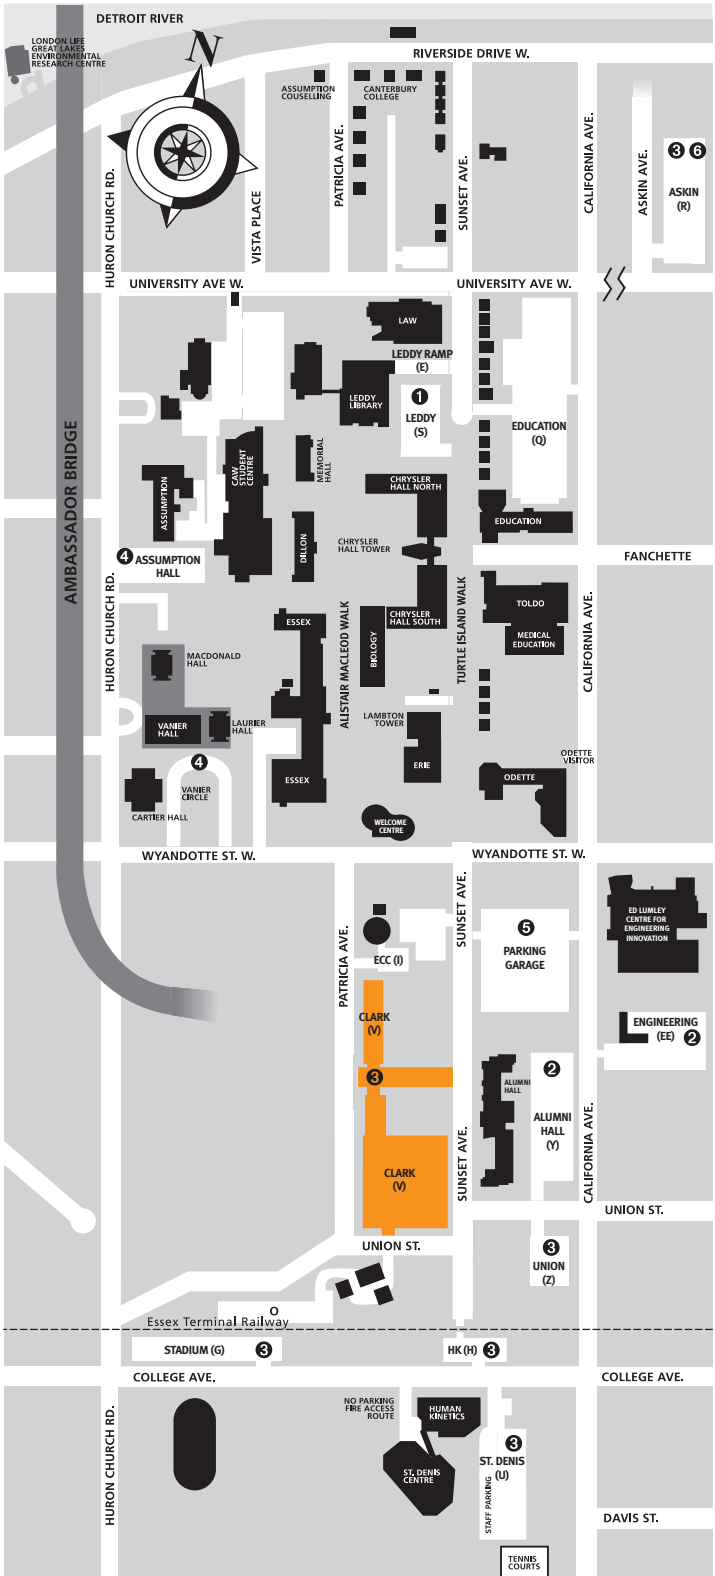 DETROIT RIVER
LONDON LIFE
GREAT LAKES
ENVIRONMENTAL
RESEARCH CENTRE
N
RIVERSIDE DRIVE W.
ASSUMPTION
COUSELLING
CANTERBURY
COLLEGE
HURON CHURCH RD.
VISTA PLACE
PATRICIA AVE.
SUNSET AVE.
CALIFORNIA AVE.
ASKIN AVE.
3 6
ASKIN
(R)
UNIVERSITY AVE W.
UNIVERSITY AVE W.
LAW
LEDDY RAMP
(E)
LEDDY
LIBRARY
1
LEDDY
(S)
EDUCATION
(Q)
AMBASSADOR BRIDGE
ASSUMPTION
CAW
STUDENT
CENTRE
MEMORIAL
HALL
CHRYSLER
HALL NORTH
EDUCATION
DILLON
CHRYSLER
HALL TOWER
FANCHETTE
4 ASSUMPTION
HALL
HURON CHURCH RD.
ESSEX
ALISTAIR MACLEOD WALK
BIOLOGY
CHRYSLER
HALL SOUTH
TURTLE ISLAND WALK
TOLDO
MEDICAL
EDUCATION
CALIFORNIA AVE.
MACDONALD
HALL
VANIER
HALL
LAURIER
HALL
LAMBTON
TOWER
ERIE
ODETTE
VISITOR
ODETTE
4
VANIER
CIRCLE
CARTIER HALL
ESSEX
WELCOME
CENTRE
WYANDOTTE ST. W.
WYANDOTTE ST. W.
PATRICIA AVE.
SUNSET AVE.
ECC (I)
5
PARKING
GARAGE
ED LUMLEY
CENTRE FOR
ENGINEERING
INNOVATION
CLARK
(V)
ENGINEERING
(EE) 2
3
ALUMNI
HALL
2
ALUMNI
HALL
(Y)
CALIFORNIA AVE.
SUNSET AVE.
CLARK
(V)
UNION ST.
UNION ST.
3
UNION
(Z)
O
Essex Terminal Railway
STADIUM (G) 3
HK (H) 3
COLLEGE AVE.
COLLEGE AVE.
HURON CHURCH RD.
NO PARKING
FIRE ACCESS
ROUTE
HUMAN
KINETICS
ST. DENIS
CENTRE
3
ST. DENIS
(U)
STAFF PARKING
DAVIS ST.
TENNIS
COURTS